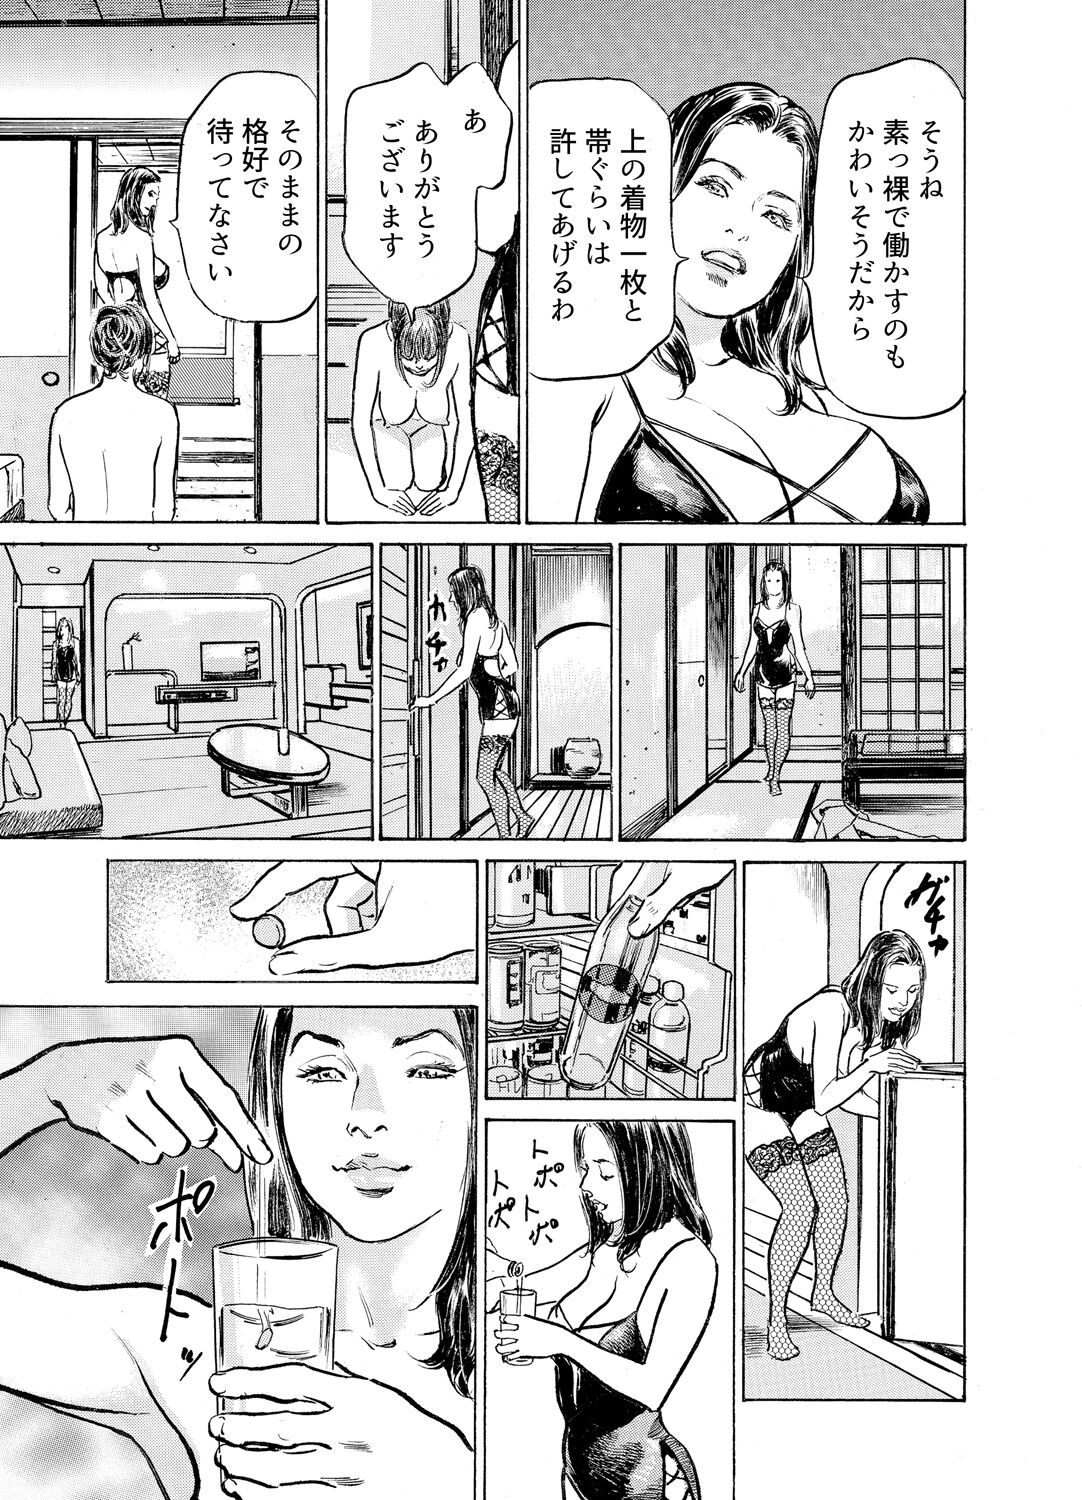 そうね
素っ裸で働かすのも
かわいそうだから
上の着物一枚と
帯ぐらいは
許してあげるわ
あ
ありがとう
ございます
そのままの
格好で
待ってなさい
ガチャ
ガチャ
トポトポ
トポトポ
ポトッ